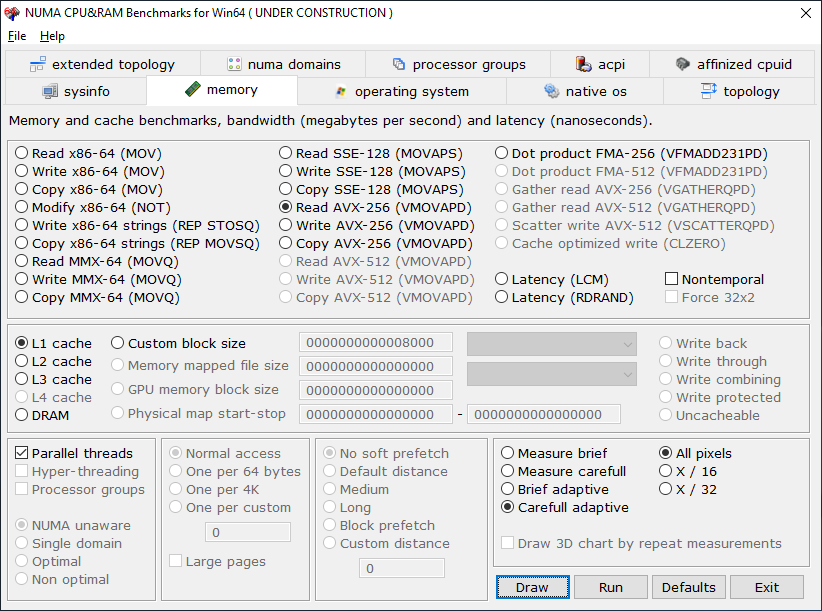 NUMA CPU&RAM Benchmarks for Win64 ( UNDER CONSTRUCTION )
File Help
extended topology numa domains processor groups acpi affinized cpuid
sysinfo memory operating system native os topology
Memory and cache benchmarks, bandwidth (megabytes per second) and latency (nanoseconds).
Read x86-64 (MOV)
Write x86-64 (MOV)
Copy x86-64 (MOV)
Modify x86-64 (NOT)
Write x86-64 strings (REP STOSQ)
Copy x86-64 strings (REP MOVSQ)
Read MMX-64 (MOVQ)
Write MMX-64 (MOVQ)
Copy MMX-64 (MOVQ)
Read SSE-128 (MOVAPS)
Write SSE-128 (MOVAPS)
Copy SSE-128 (MOVAPS)
Read AVX-256 (VMOVAPD)
Write AVX-256 (VMOVAPD)
Copy AVX-256 (VMOVAPD)
Read AVX-512 (VMOVAPD)
Write AVX-512 (VMOVAPD)
Copy AVX-512 (VMOVAPD)
Dot product FMA-256 (VFMADD231PD)
Dot product FMA-512 (VFMADD231PD)
Gather read AVX-256 (VGATHERQPD)
Gather read AVX-512 (VGATHERQPD)
Scatter write AVX-512 (VSCATTERQPD)
Cache optimized write (CLZERO)
Latency (LCM)
Latency (RDRAND)
Nontemporal
Force 32x2
L1 cache
L2 cache
L3 cache
L4 cache
DRAM
Custom block size 0000000000008000
Memory mapped file size 0000000000000000
GPU memory block size 0000000000000000
Physical map start-stop 0000000000000000 - 0000000000000000
Write back
Write through
Write combining
Write protected
Uncacheable
Parallel threads
Hyper-threading
Processor groups
NUMA unaware
Single domain
Optimal
Non optimal
Normal access
One per 64 bytes
One per 4K
One per custom
0
Large pages
No soft prefetch
Default distance
Medium
Long
Block prefetch
Custom distance
0
Measure brief
Measure carefull
Brief adaptive
Carefull adaptive
All pixels
X / 16
X / 32
Draw 3D chart by repeat measurements
Draw Run Defaults Exit